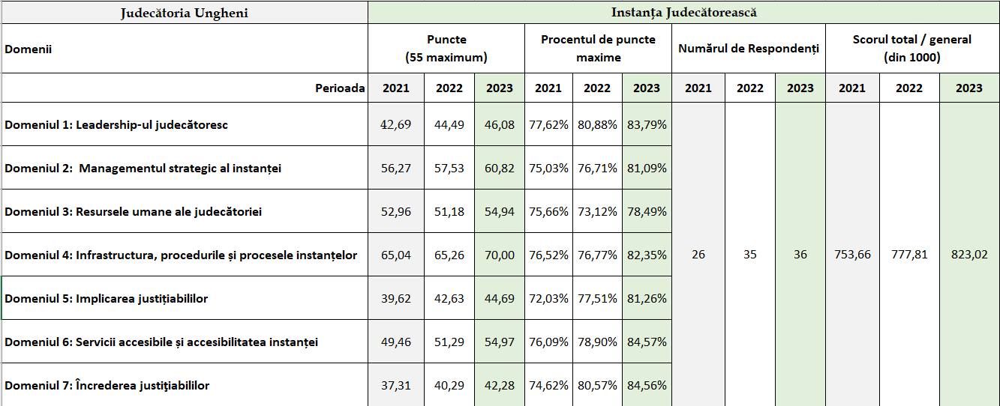 Judecătoria Ungheni Instanța Judecătorească
Domenii Puncte (55 maximum) Procentul de puncte maxime Numărul de Respondenți Scorul total / general (din 1000)
Perioada 2021 2022 2023 2021 2022 2023 2021 2022 2023 2021 2022 2023
Domeniul 1: Leadership-ul judecătoresc 42,69 44,49 46,08 77,62% 80,88% 83,79%
Domeniul 2: Managementul strategic al instanței 56,27 57,53 60,82 75,03% 76,71% 81,09%
Domeniul 3: Resursele umane ale judecătoriei 52,96 51,18 54,94 75,66% 73,12% 78,49%
Domeniul 4: Infrastructura, procedurile și procesele instanțelor 65,04 65,26 70,00 76,52% 76,77% 82,35% 26 35 36 753,66 777,81 823,02
Domeniul 5: Implicarea justițiabililor 39,62 42,63 44,69 72,03% 77,51% 81,26%
Domeniul 6: Servicii accesibile și accesibilitatea instanței 49,46 51,29 54,97 76,09% 78,90% 84,57%
Domeniul 7: Încrederea justiţiabililor 37,31 40,29 42,28 74,62% 80,57% 84,56%